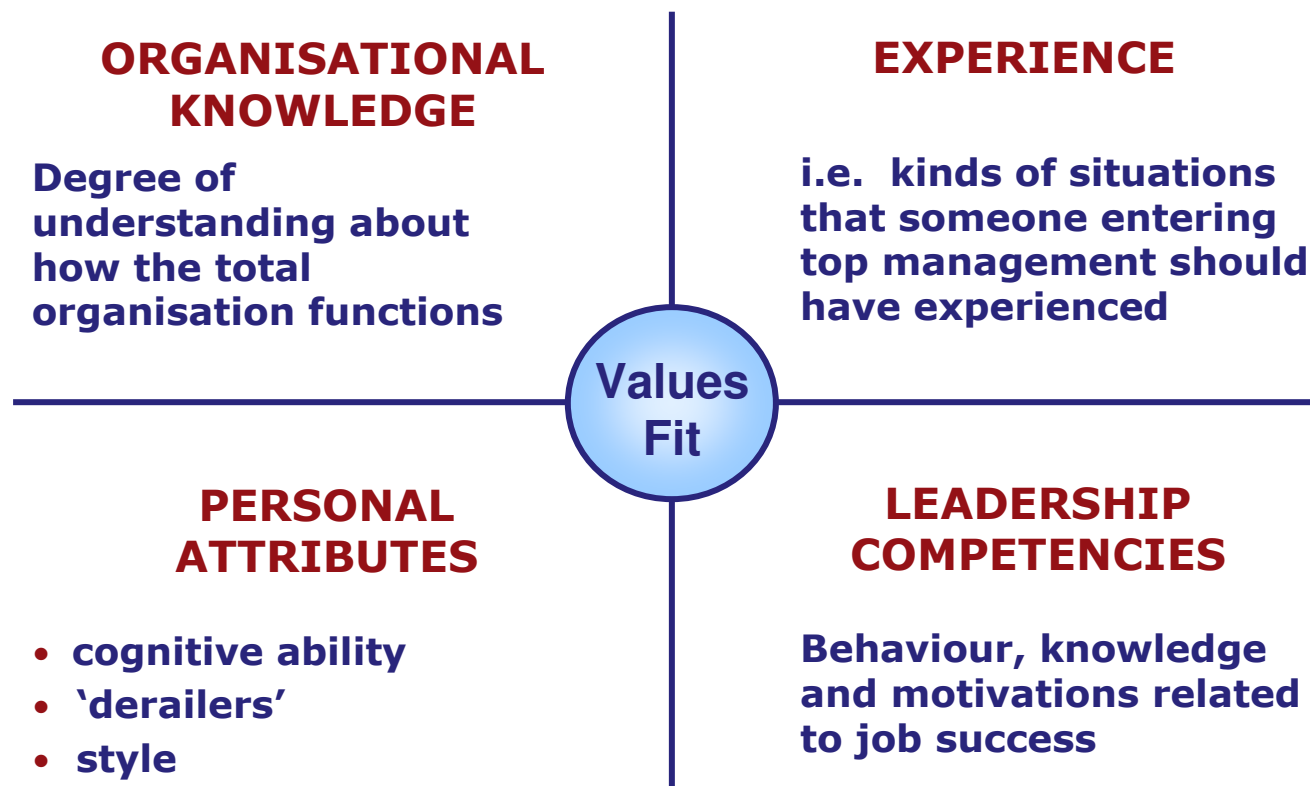 ORGANISATIONAL
KNOWLEDGE
Degree of
understanding about
how the total
organisation functions
EXPERIENCE
i.e. kinds of situations
that someone entering
top management should
have experienced
Values
Fit
PERSONAL
ATTRIBUTES
• cognitive ability
• ‘derailers’
• style
LEADERSHIP
COMPETENCIES
Behaviour, knowledge
and motivations related
to job success